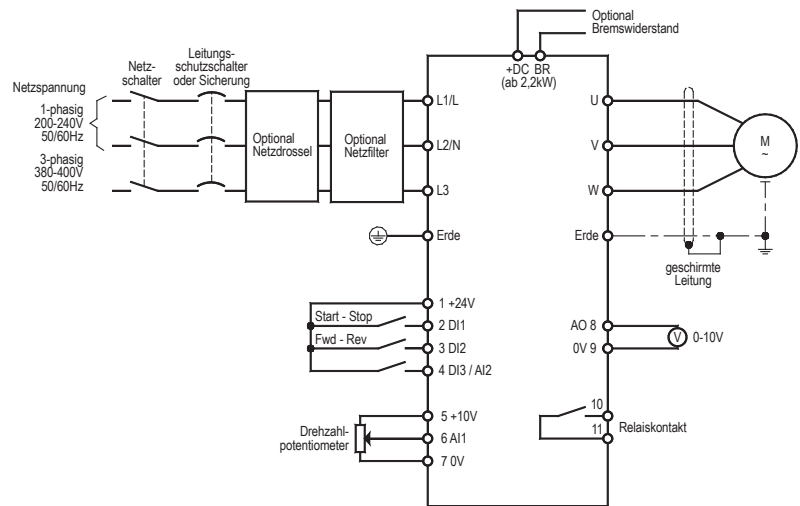 Optional
Bremswiderstand
+DC BR
(ab 2,2kW)
Netz-
schalter
Leitungs-
schutzschalter
oder Sicherung
Netzspannung
1-phasig
200-240V
50/60Hz
3-phasig
380-400V
50/60Hz
Optional
Netzdrossel
Optional
Netzfilter
L1/L
L2/N
L3
Erde
U
V
W
Erde
M
~
geschirmte
Leitung
1 +24V
Start - Stop
2 DI1
Fwd - Rev
3 DI2
4 DI3 / AI2
AO 8
0V 9
V
0-10V
Drehzahl-
potentiometer
5 +10V
6 AI1
7 0V
10
11
Relaiskontakt